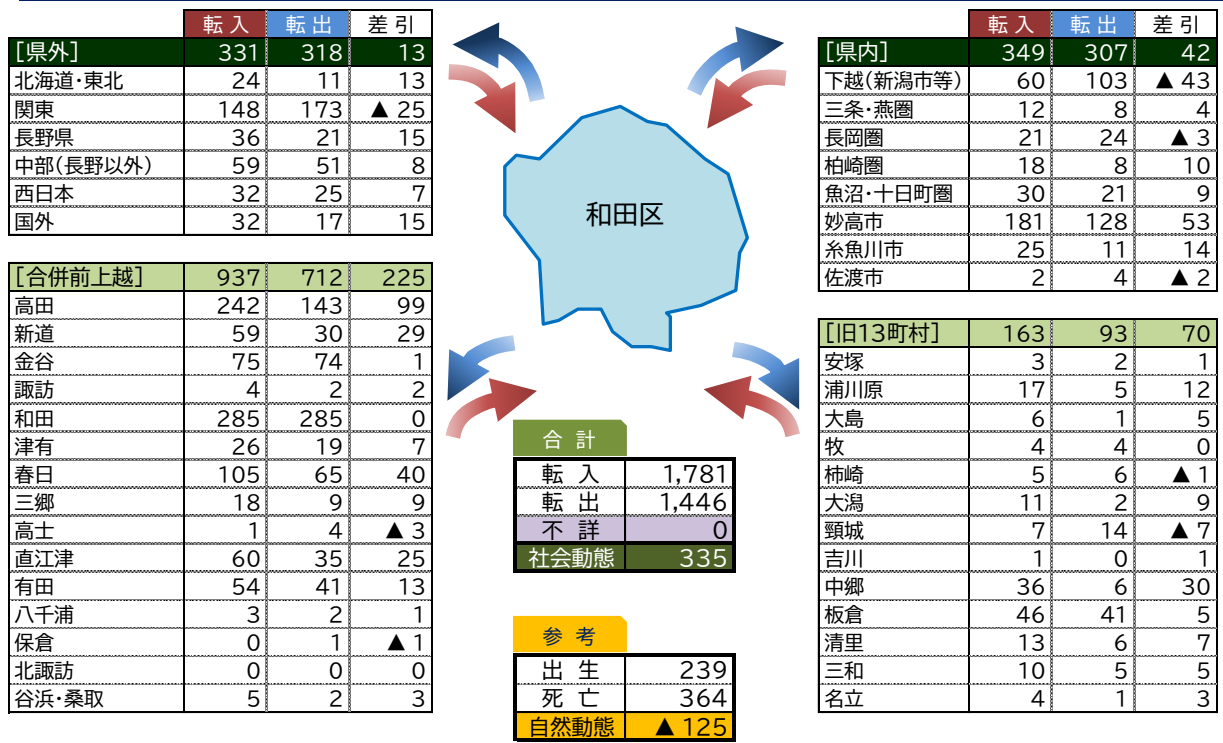 転入 転出 差引
[県外] 331 318 13
北海道・東北 24 11 13
関東 148 173 ▲25
長野県 36 21 15
中部(長野以外) 59 51 8
西日本 32 25 7
国外 32 17 15
[合併前上越] 937 712 225
高田 242 143 99
新道 59 30 29
金谷 75 74 1
諏訪 4 2 2
和田 285 285 0
津有 26 19 7
春日 105 65 40
三郷 18 9 9
高士 1 4 ▲3
直江津 60 35 25
有田 54 41 13
八千浦 3 2 1
保倉 0 1 ▲1
北諏訪 0 0 0
谷浜・桑取 5 2 3
和田区
合計
転入 1,781
転出 1,446
不詳 0
社会動態 335
参考
出生 239
死亡 364
自然動態 ▲125
転入 転出 差引
[県内] 349 307 42
下越(新潟市等) 60 103 ▲43
三条・燕圏 12 8 4
長岡圏 21 24 ▲3
柏崎圏 18 8 10
魚沼・十日町圏 30 21 9
妙高市 181 128 53
糸魚川市 25 11 14
佐渡市 2 4 ▲2
[旧13町村] 163 93 70
安塚 3 2 1
浦川原 17 5 12
大島 6 1 5
牧 4 4 0
柿崎 5 6 ▲1
大潟 11 2 9
頸城 7 14 ▲7
吉川 1 0 1
中郷 36 6 30
板倉 46 41 5
清里 13 6 7
三和 10 5 5
名立 4 1 3